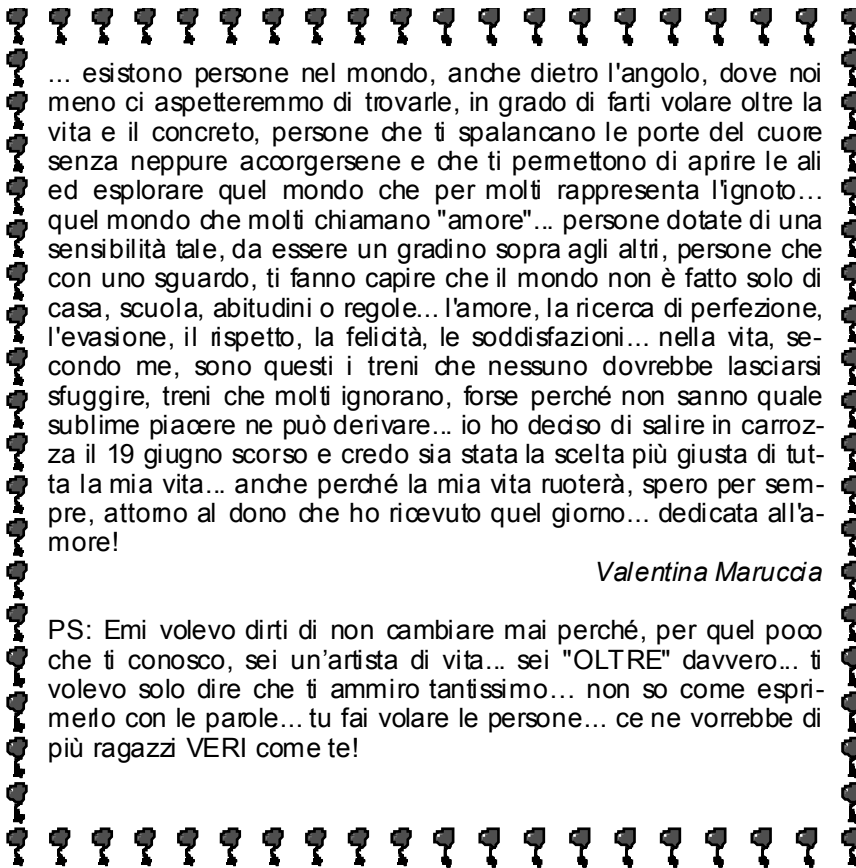 ... esistono persone nel mondo, anche dietro l'angolo, dove noi
meno ci aspetteremmo di trovarle, in grado di farti volare oltre la
vita e il concreto, persone che ti spalancano le porte del cuore
senza neppure accorgersene e che ti permettono di aprire le ali
ed esplorare quel mondo che per molti rappresenta l'ignoto...
quel mondo che molti chiamano "amore"... persone dotate di una
sensibilità tale, da essere un gradino sopra agli altri, persone che
con uno sguardo, ti fanno capire che il mondo non è fatto solo di
casa, scuola, abitudini o regole... l'amore, la ricerca di perfezione,
l'evasione, il rispetto, la felicità, le soddisfazioni... nella vita, se-
condo me, sono questi i treni che nessuno dovrebbe lasciarsi
sfuggire, treni che molti ignorano, forse perché non sanno quale
sublime piacere ne può derivare... io ho deciso di salire in carroz-
za il 19 giugno scorso e credo sia stata la scelta più giusta di tut-
ta la mia vita... anche perché la mia vita ruoterà, spero per sem-
pre, attorno al dono che ho ricevuto quel giorno... dedicata all'a-
more!
Valentina Maruccia
PS: Emi volevo dirti di non cambiare mai perché, per quel poco
che ti conosco, sei un'artista di vita... sei "OLTRE" davvero... ti
volevo solo dire che ti ammiro tantissimo... non so come espri-
merlo con le parole... tu fai volare le persone... ce ne vorrebbe di
più ragazzi VERI come te!